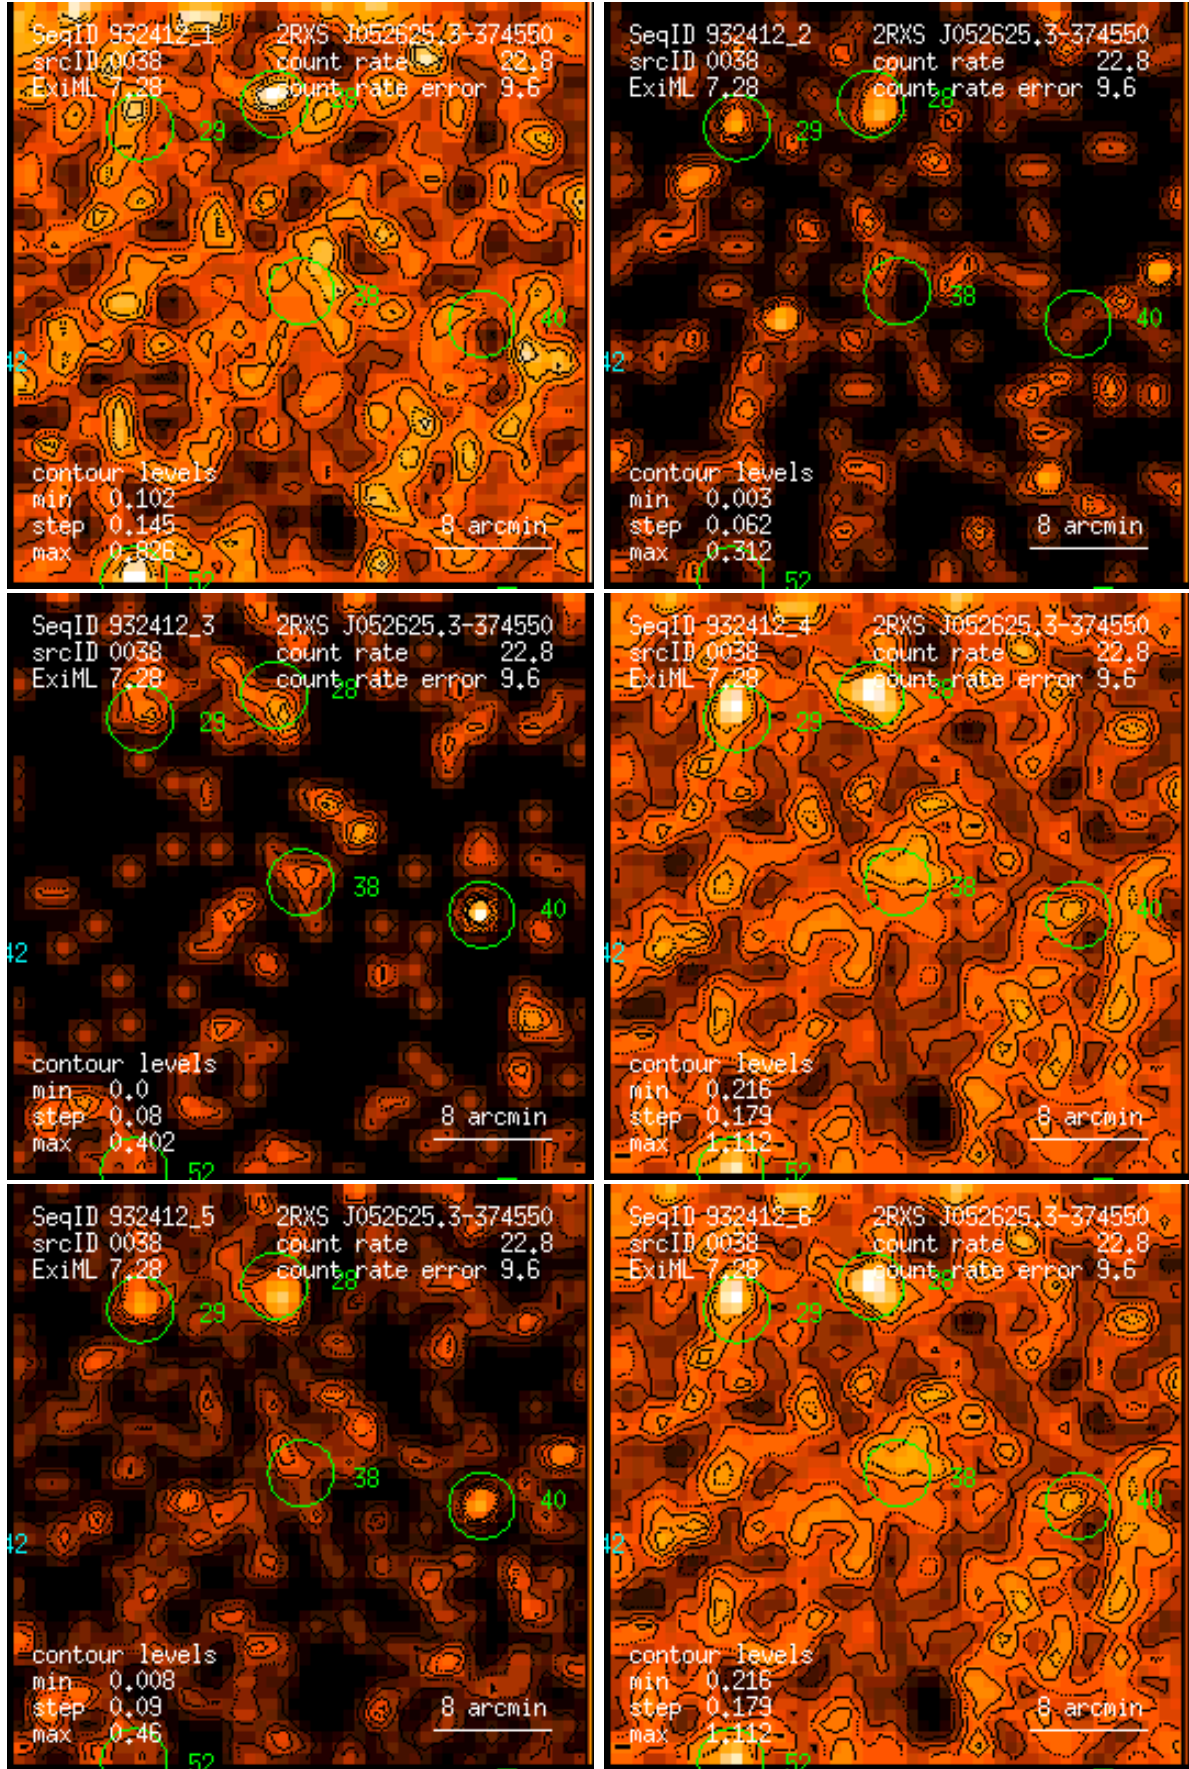 SeqID 932412_1 2RXS J052625.3-374550
srcID 0038 count rate 22.8
ExiML 7.28 count rate error 9.6
28
29
38
40
42
contour levels
min 0.102
step 0.145
max 0.826
8 arcmin
52
SeqID 932412_2 2RXS J052625.3-374550
srcID 0038 count rate 22.8
ExiML 7.28 count rate error 9.6
28
29
38
40
42
contour levels
min 0.003
step 0.062
max 0.312
8 arcmin
52
SeqID 932412_3 2RXS J052625.3-374550
srcID 0038 count rate 22.8
ExiML 7.28 count rate error 9.6
28
29
38
40
42
contour levels
min 0.0
step 0.08
max 0.402
8 arcmin
52
SeqID 932412_4 2RXS J052625.3-374550
srcID 0038 count rate 22.8
ExiML 7.28 count rate error 9.6
28
29
38
40
42
contour levels
min 0.216
step 0.179
max 1.112
8 arcmin
52
SeqID 932412_5 2RXS J052625.3-374550
srcID 0038 count rate 22.8
ExiML 7.28 count rate error 9.6
28
29
38
40
42
contour levels
min 0.008
step 0.09
max 0.46
8 arcmin
52
SeqID 932412_6 2RXS J052625.3-374550
srcID 0038 count rate 22.8
ExiML 7.28 count rate error 9.6
28
29
38
40
42
contour levels
min 0.216
step 0.179
max 1.112
8 arcmin
52